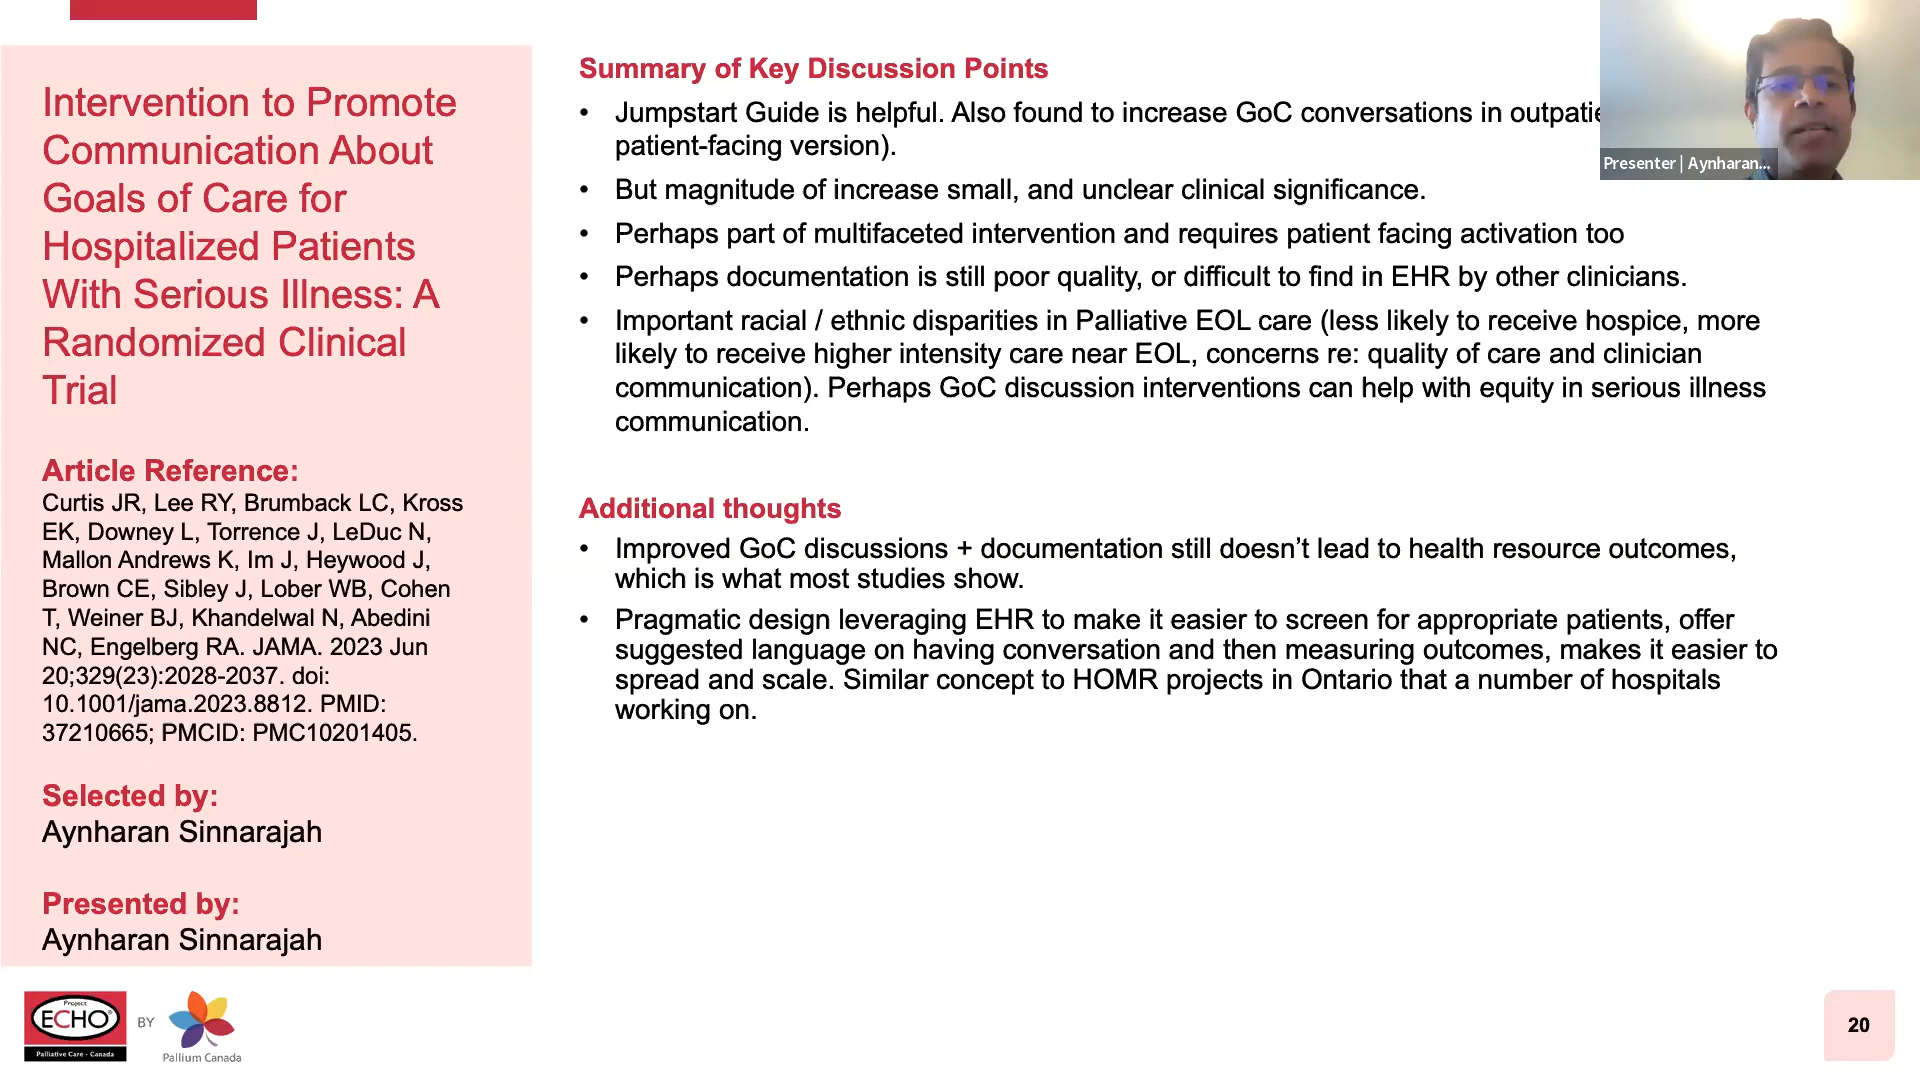 Intervention to Promote
Communication About
Goals of Care for
Hospitalized Patients
With Serious Illness: A
Randomized Clinical
Trial
Article Reference:
Curtis JR, Lee RY, Brumback LC, Kross
EK, Downey L, Torrence J, LeDuc N,
Mallon Andrews K, Im J, Heywood J,
Brown CE, Sibley J, Lober WB, Cohen
T, Weiner BJ, Khandelwal N, Abedini
NC, Engelberg RA. JAMA. 2023 Jun
20;329(23):2028-2037. doi:
10.1001/jama.2023.8812. PMID:
37210665; PMCID: PMC10201405.
Selected by:
Aynharan Sinnarajah
Presented by:
Aynharan Sinnarajah
Summary of Key Discussion Points
• Jumpstart Guide is helpful. Also found to increase GoC conversations in
patient-facing version).
• But magnitude of increase small, and unclear clinical significance.
• Perhaps part of multifaceted intervention and requires patient facing activation too
• Perhaps documentation is still poor quality, or difficult to find in EHR by other clinicians.
• Important racial / ethnic disparities in Palliative EOL care (less likely to receive hospice, more
likely to receive higher intensity care near EOL, concerns re: quality of care and clinician
communication). Perhaps GoC discussion interventions can help with equity in serious illness
communication.
Additional thoughts
• Improved GoC discussions + documentation still doesn’t lead to health resource outcomes,
which is what most studies show.
• Pragmatic design leveraging EHR to make it easier to screen for appropriate patients, offer
suggested language on having conversation and then measuring outcomes, makes it easier to
spread and scale. Similar concept to HOMR projects in Ontario that a number of hospitals
working on.
Presenter | Aynharan...
Project
ECHO®
Palliative Care - Canada
BY
Pallium Canada
20